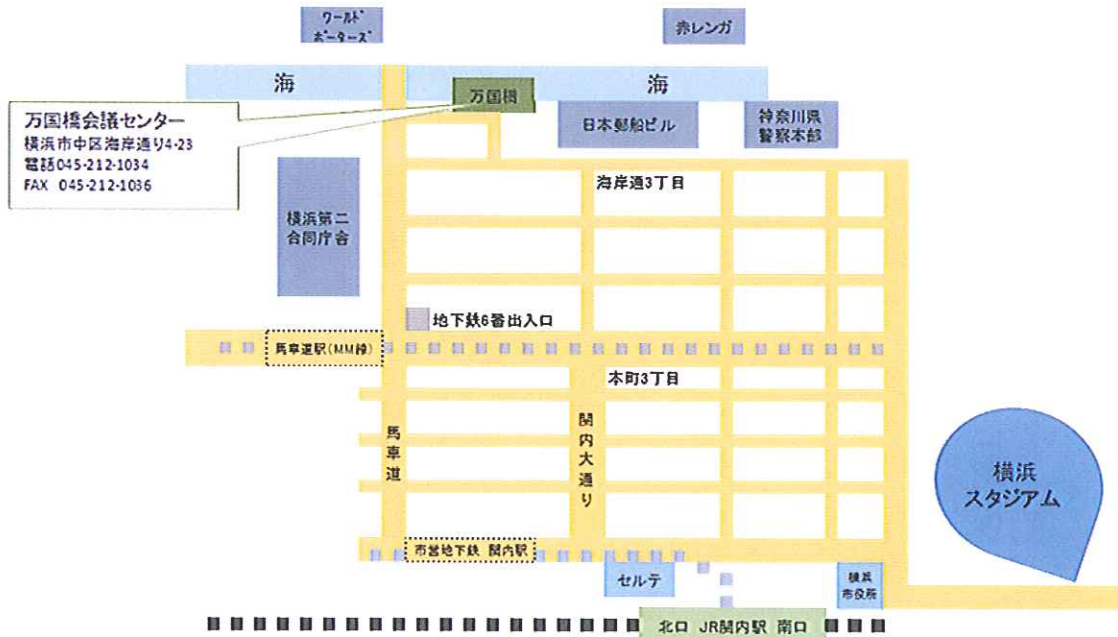 ワールド
ポーターズ
赤レンガ
海
海
万国橋
万国橋会議センター
横浜市中区海岸通り4-23
電話045-212-1034
FAX 045-212-1036
日本郵船ビル
神奈川県
警察本部
海岸通3丁目
横浜第二
合同庁舎
地下鉄6番出入口
馬車道駅(MM線)
本町3丁目
馬車道
関内大通り
横浜
スタジアム
市営地下鉄 関内駅
セルテ
横浜
市役所
北口 JR関内駅 南口